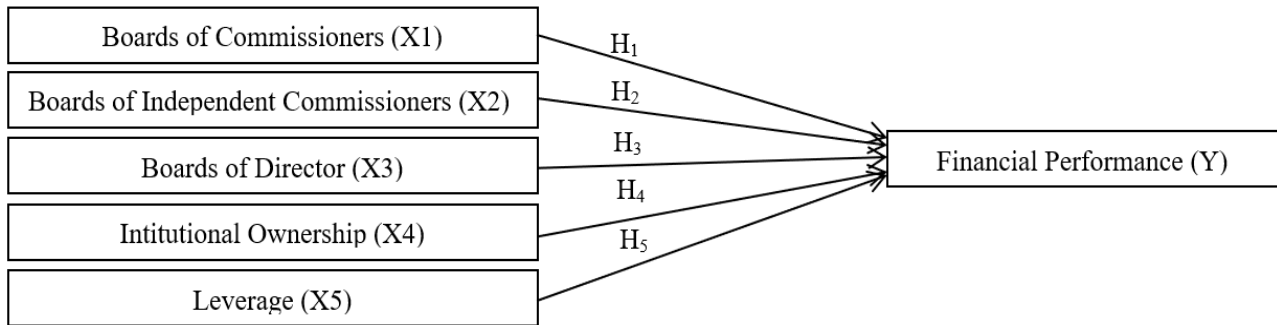 Boards of Commissioners (X1)
H₁
Boards of Independent Commissioners (X2)
H₂
Boards of Director (X3)
H₃
Financial Performance (Y)
Intitutional Ownership (X4)
H₄
Leverage (X5)
H₅